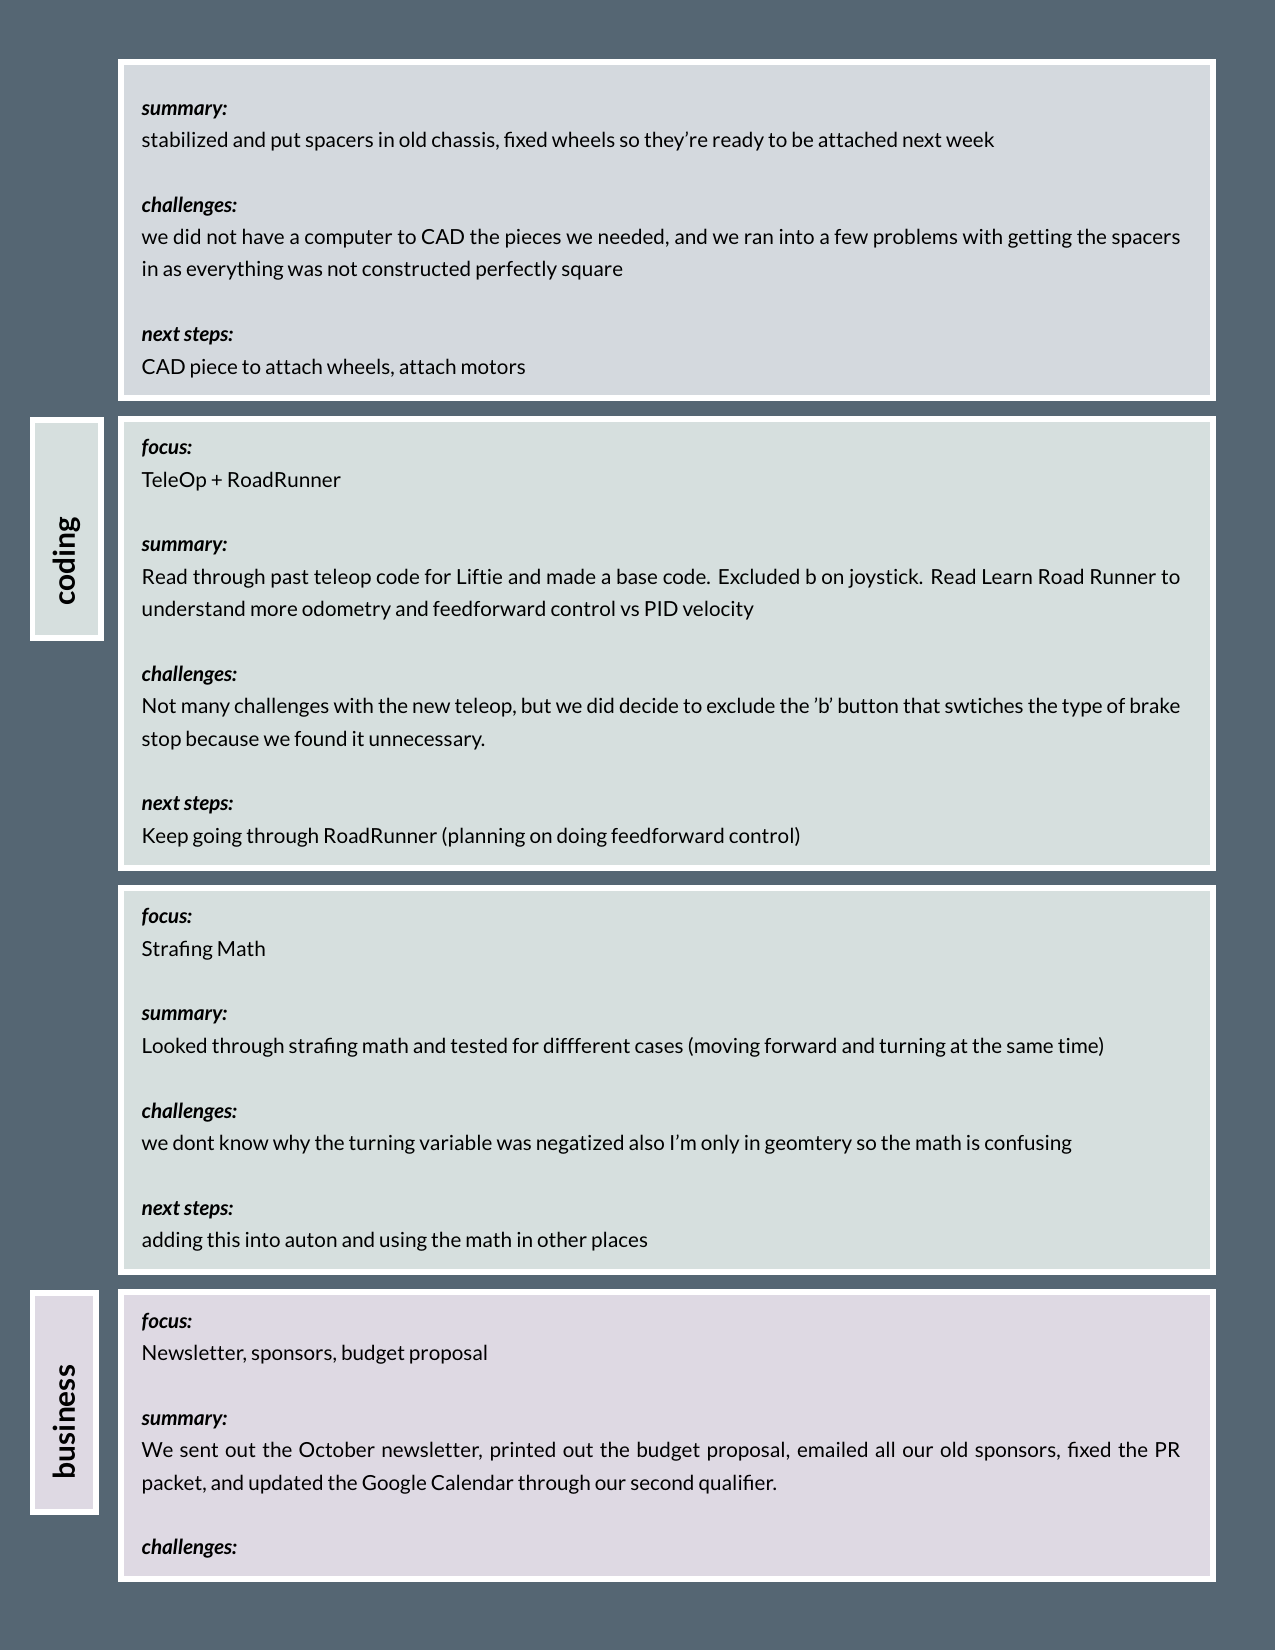 summary:
stabilized and put spacers in old chassis, fixed wheels so they're ready to be attached next week
challenges:
we did not have a computer to CAD the pieces we needed, and we ran into a few problems with getting the spacers
in as everything was not constructed perfectly square
next steps:
CAD piece to attach wheels, attach motors
coding
focus:
TeleOp + RoadRunner
summary:
Read through past teleop code for Liftie and made a base code. Excluded b on joystick. Read Learn Road Runner to
understand more odometry and feedforward control vs PID velocity
challenges:
Not many challenges with the new teleop, but we did decide to exclude the ’b’ button that swtiches the type of brake
stop because we found it unnecessary.
next steps:
Keep going through RoadRunner (planning on doing feedforward control)
focus:
Strafing Math
summary:
Looked through strafing math and tested for diffferent cases (moving forward and turning at the same time)
challenges:
we dont know why the turning variable was negatized also I’m only in geomtery so the math is confusing
next steps:
adding this into auton and using the math in other places
business
focus:
Newsletter, sponsors, budget proposal
summary:
We sent out the October newsletter, printed out the budget proposal, emailed all our old sponsors, fixed the PR
packet, and updated the Google Calendar through our second qualifier.
challenges: